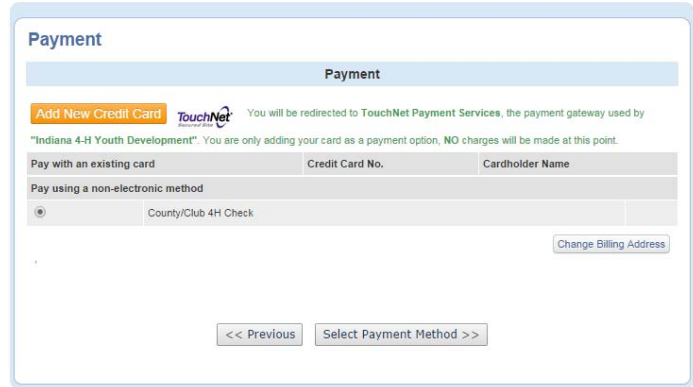 Payment
Payment
Add New Credit Card TouchNet Secured Site You will be redirected to TouchNet Payment Services, the payment gateway used by
"Indiana 4-H Youth Development". You are only adding your card as a payment option, NO charges will be made at this point.
Pay with an existing card Credit Card No. Cardholder Name
Pay using a non-electronic method
County/Club 4H Check
Change Billing Address
<< Previous Select Payment Method >>